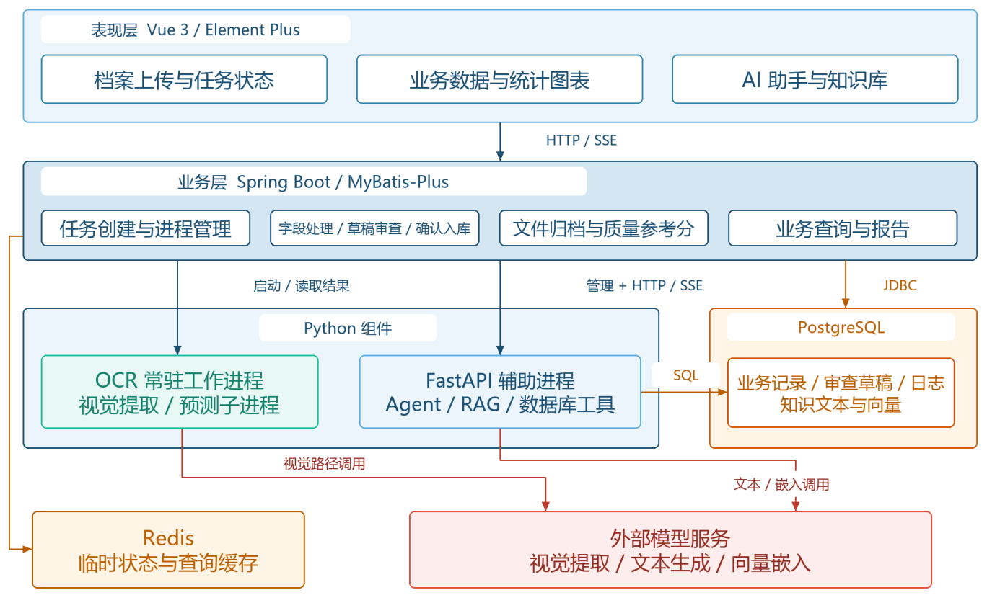 表现层 Vue 3 / Element Plus
档案上传与任务状态
业务数据与统计图表
AI 助手与知识库
HTTP / SSE
业务层 Spring Boot / MyBatis-Plus
任务创建与进程管理
字段处理 / 草稿审查 / 确认入库
文件归档与质量参考分
业务查询与报告
启动 / 读取结果
管理 + HTTP / SSE
JDBC
Python 组件
PostgreSQL
OCR 常驻工作进程
视觉提取 / 预测子进程
FastAPI 辅助进程
Agent / RAG / 数据库工具
SQL
业务记录 / 审查草稿 / 日志
知识文本与向量
视觉路径调用
文本 / 嵌入调用
Redis
临时状态与查询缓存
外部模型服务
视觉提取 / 文本生成 / 向量嵌入